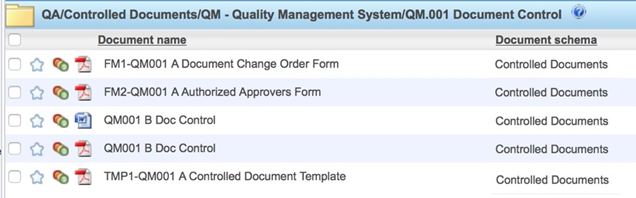 QA/Controlled Documents/QM - Quality Management System/QM.001 Document Control ?
Document name Document schema
FM1-QM001 A Document Change Order Form Controlled Documents
FM2-QM001 A Authorized Approvers Form Controlled Documents
QM001 B Doc Control Controlled Documents
QM001 B Doc Control Controlled Documents
TMP1-QM001 A Controlled Document Template Controlled Documents